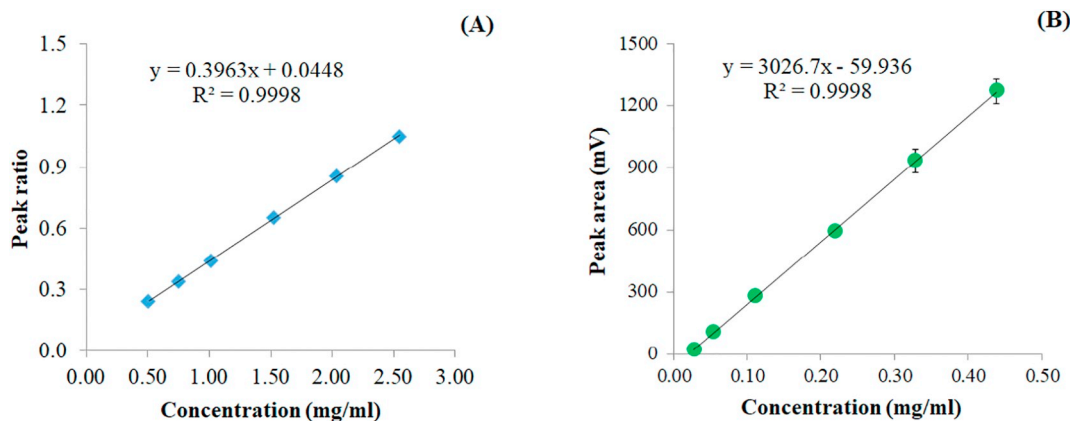 (A)
y = 0.3963x + 0.0448
R² = 0.9998
Peak ratio
1.5
1.2
0.9
0.6
0.3
0.0
0.00 0.50 1.00 1.50 2.00 2.50 3.00
Concentration (mg/ml)
(B)
y = 3026.7x - 59.936
R² = 0.9998
Peak area (mV)
1500
1200
900
600
300
0
0.00 0.10 0.20 0.30 0.40 0.50
Concentration (mg/ml)